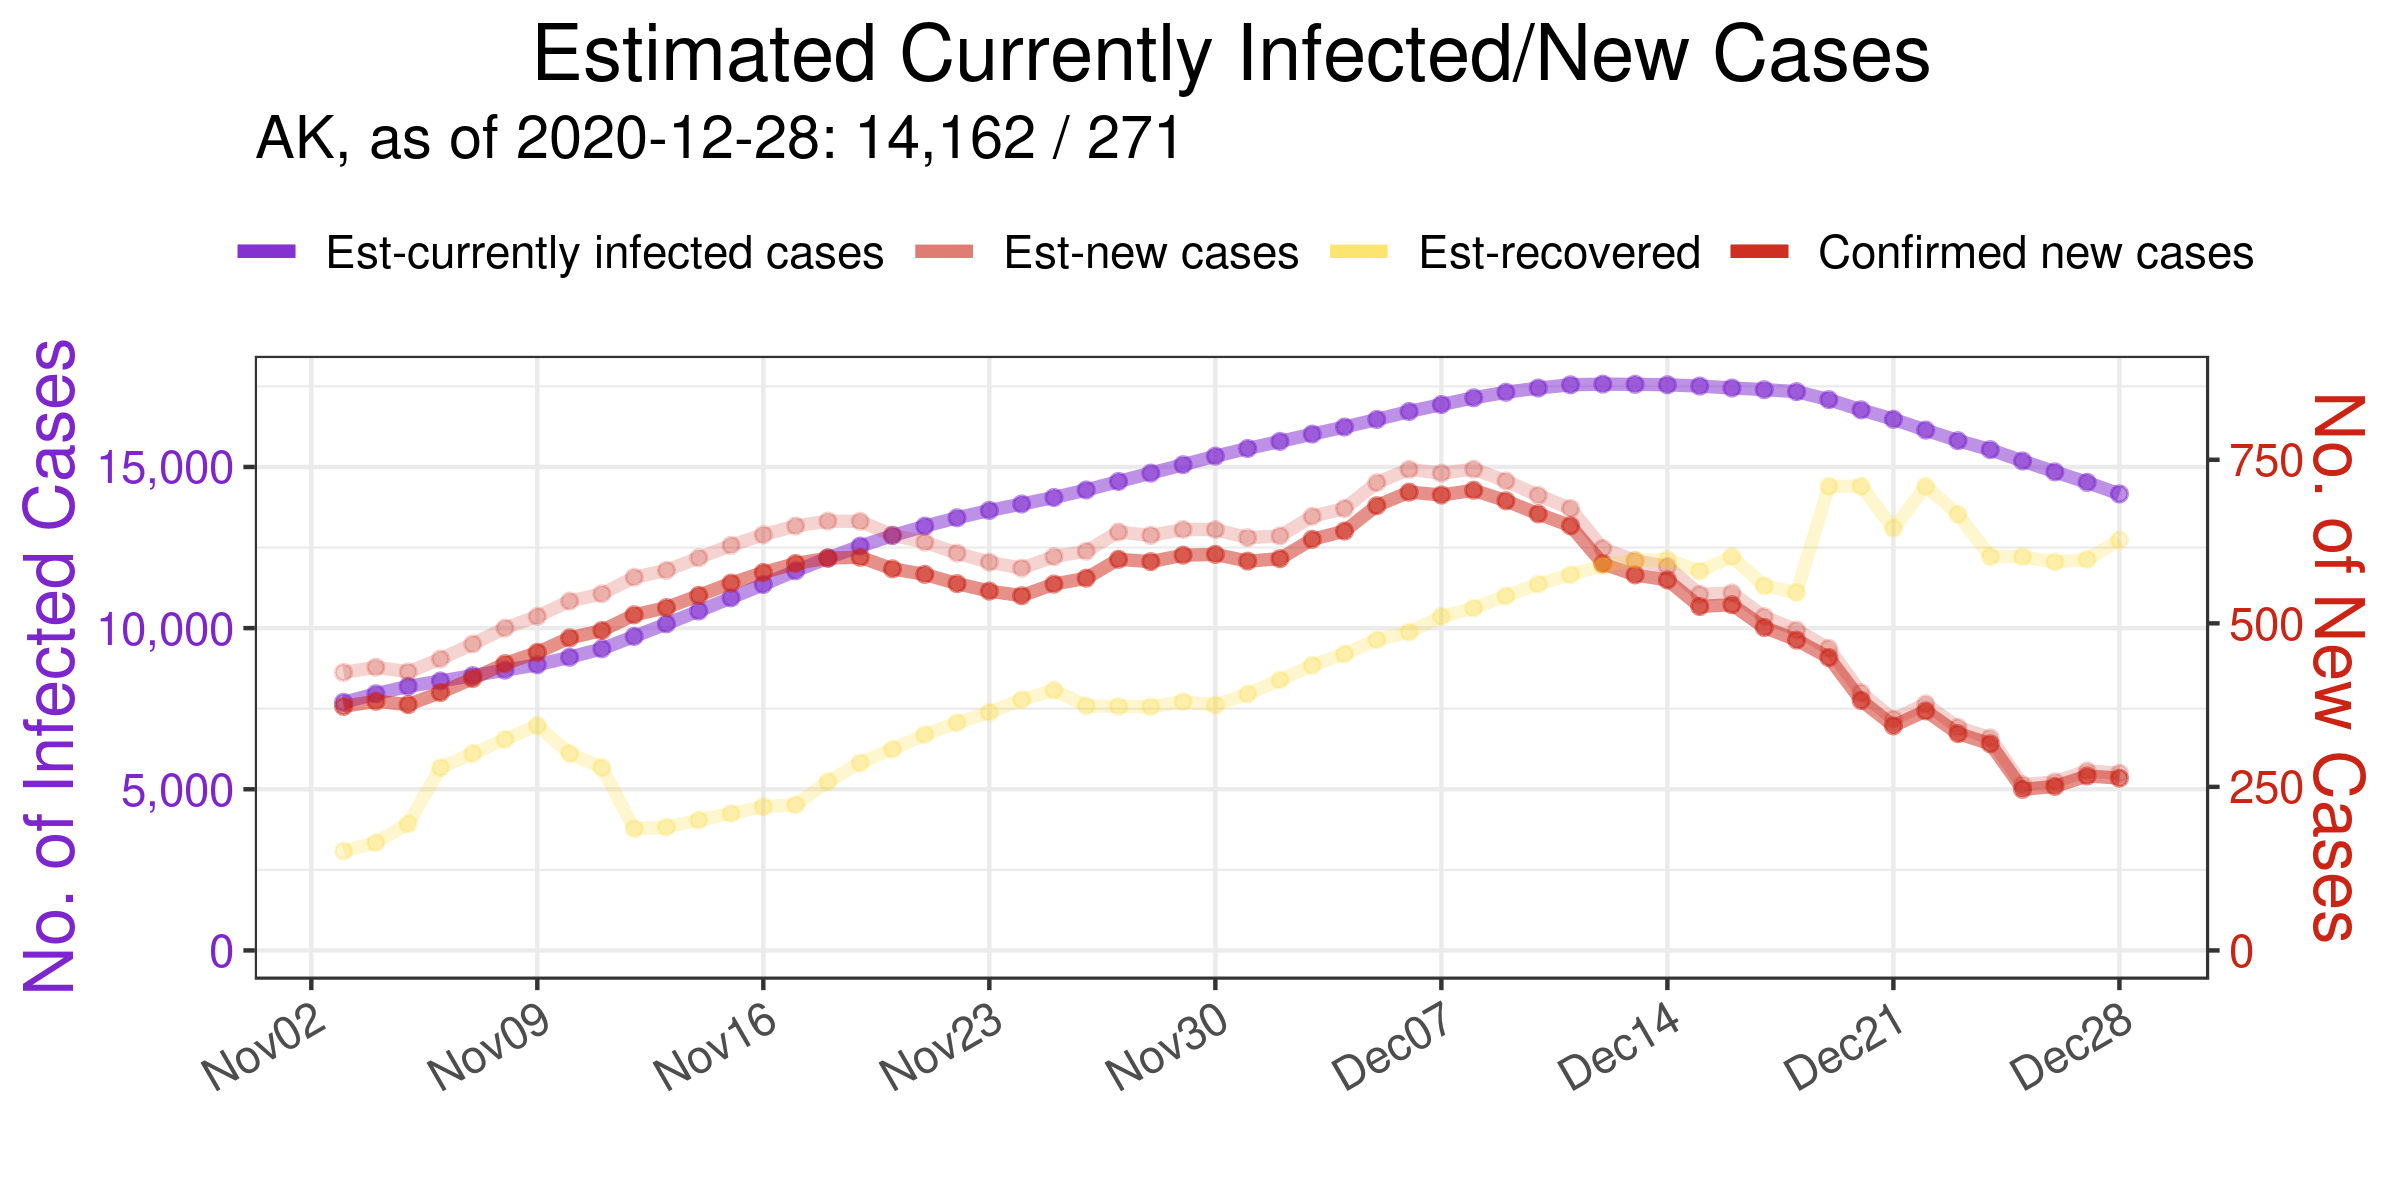 Estimated Currently Infected/New Cases
AK, as of 2020-12-28: 14,162 / 271
Est-currently infected cases Est-new cases Est-recovered Confirmed new cases
No. of Infected Cases
15,000
10,000
5,000
0
750
500
250
0
No. of New Cases
Nov02 Nov09 Nov16 Nov23 Nov30 Dec07 Dec14 Dec21 Dec28